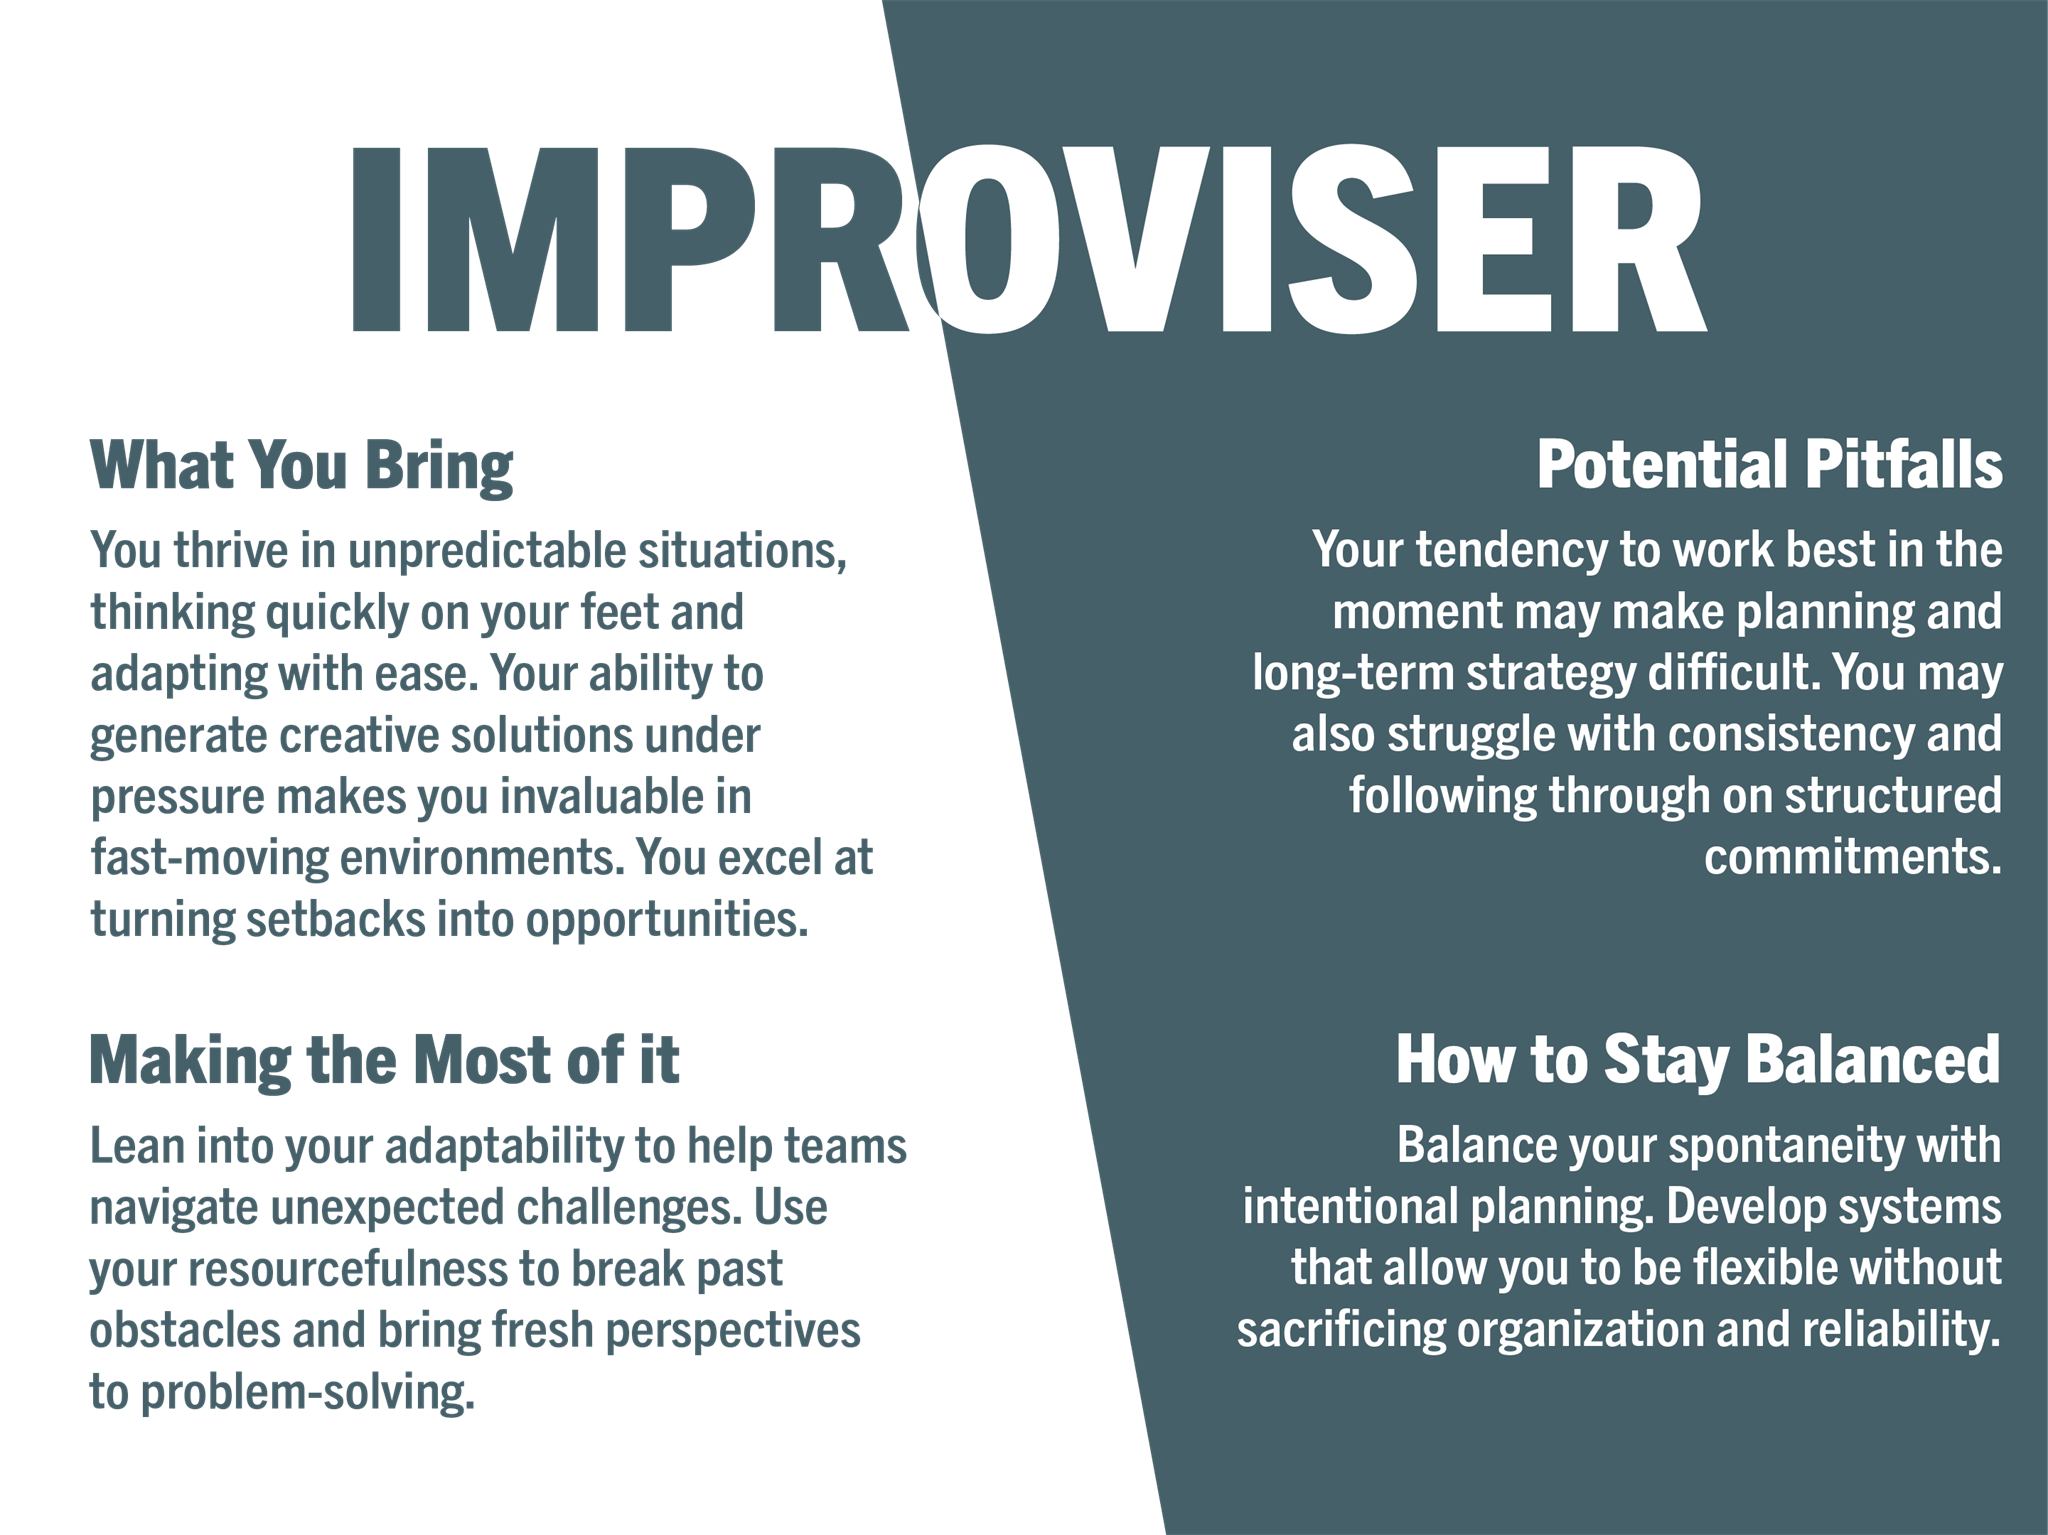 IMPROVISER
What You Bring
You thrive in unpredictable situations,
thinking quickly on your feet and
adapting with ease. Your ability to
generate creative solutions under
pressure makes you invaluable in
fast-moving environments. You excel at
turning setbacks into opportunities.
Making the Most of it
Lean into your adaptability to help teams
navigate unexpected challenges. Use
your resourcefulness to break past
obstacles and bring fresh perspectives
to problem-solving.
Potential Pitfalls
Your tendency to work best in the
moment may make planning and
long-term strategy difficult. You may
also struggle with consistency and
following through on structured
commitments.
How to Stay Balanced
Balance your spontaneity with
intentional planning. Develop systems
that allow you to be flexible without
sacrificing organization and reliability.